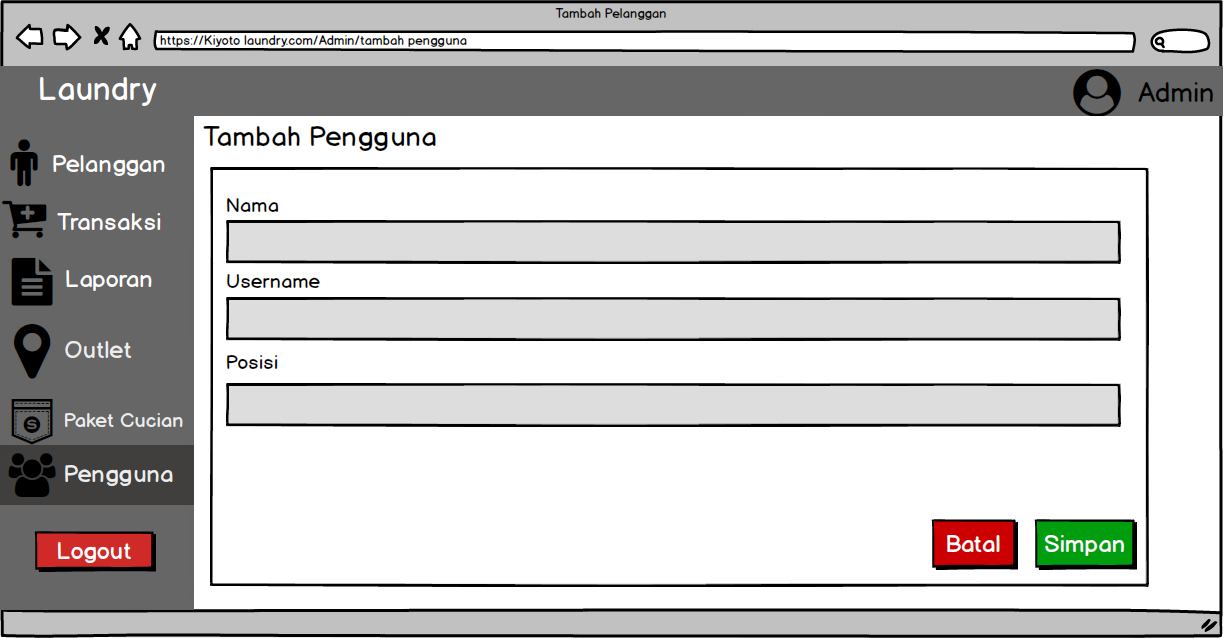 Tambah Pelanggan
https://Kiyoto laundry.com/Admin/tambah pengguna
Laundry
Admin
Pelanggan
Transaksi
Laporan
Outlet
S
Paket Cucian
Pengguna
Logout
Tambah Pengguna
Nama
Username
Posisi
Batal
Simpan